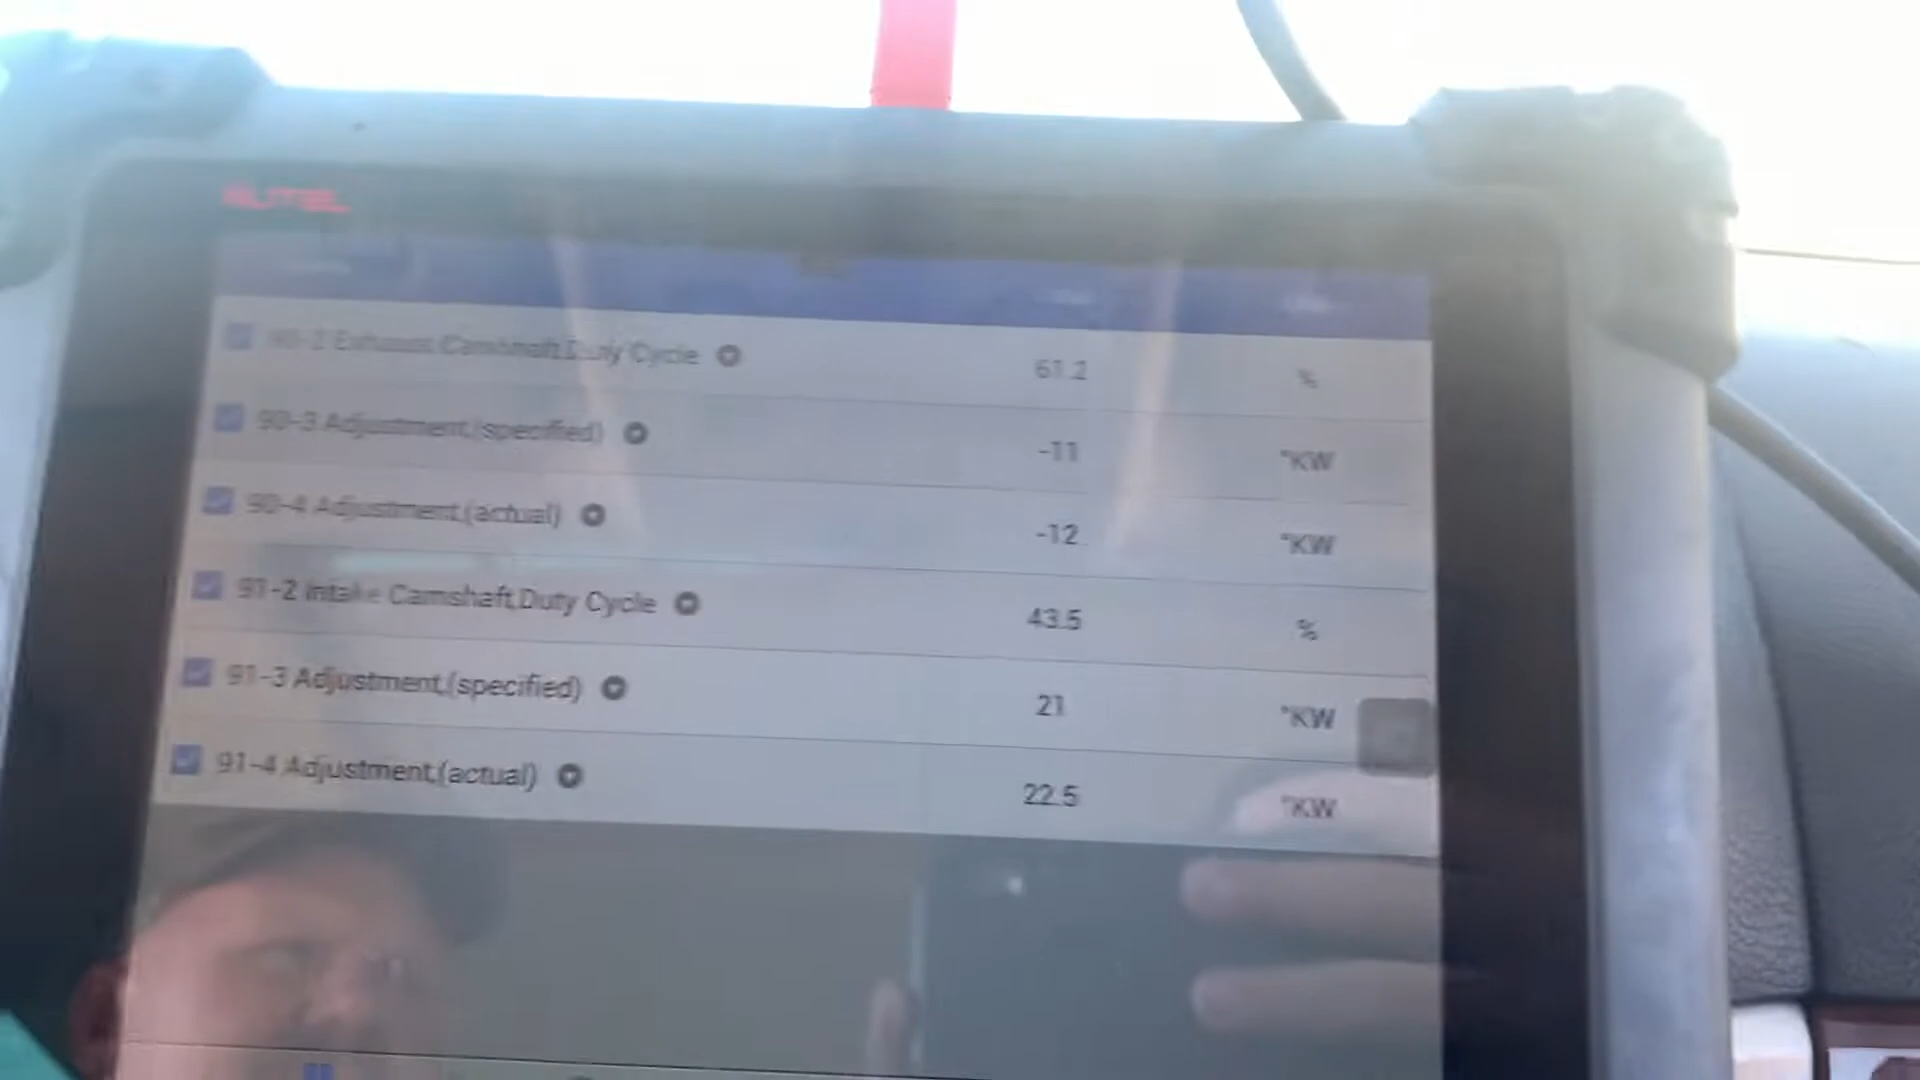 AUTEL
90-2 Exhaust Camshaft,Duty Cycle 61.2 %
90-3 Adjustment,(specified) -11 °KW
90-4 Adjustment,(actual) -12 °KW
91-2 Intake Camshaft,Duty Cycle 43.5 %
91-3 Adjustment,(specified) 21 °KW
91-4 Adjustment,(actual) 22.5 °KW